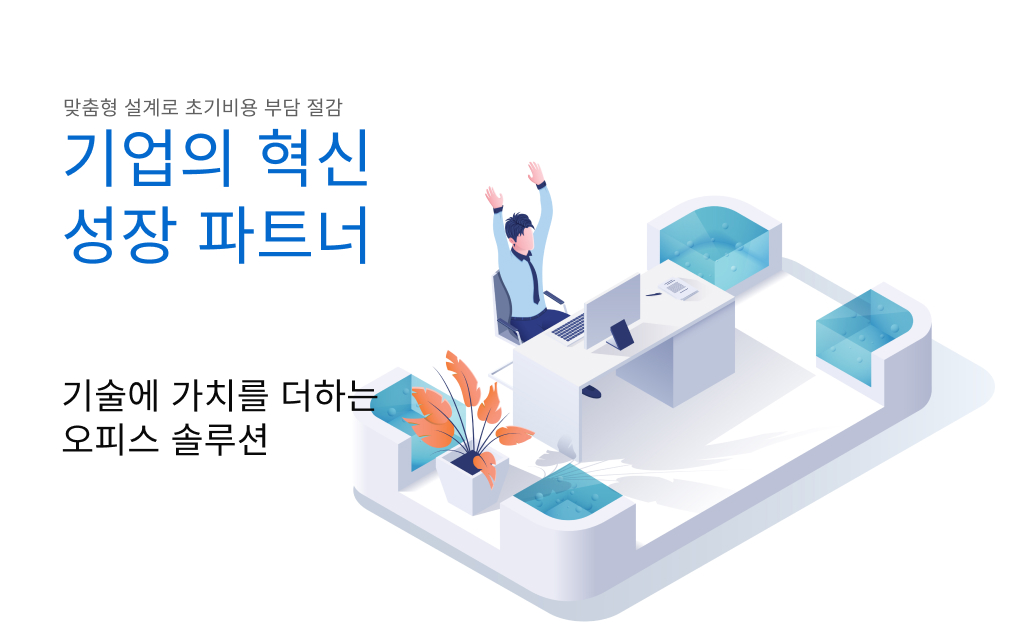 맞춤형 설계로 초기비용 부담 절감
기업의 혁신
성장 파트너
기술에 가치를 더하는
오피스 솔루션